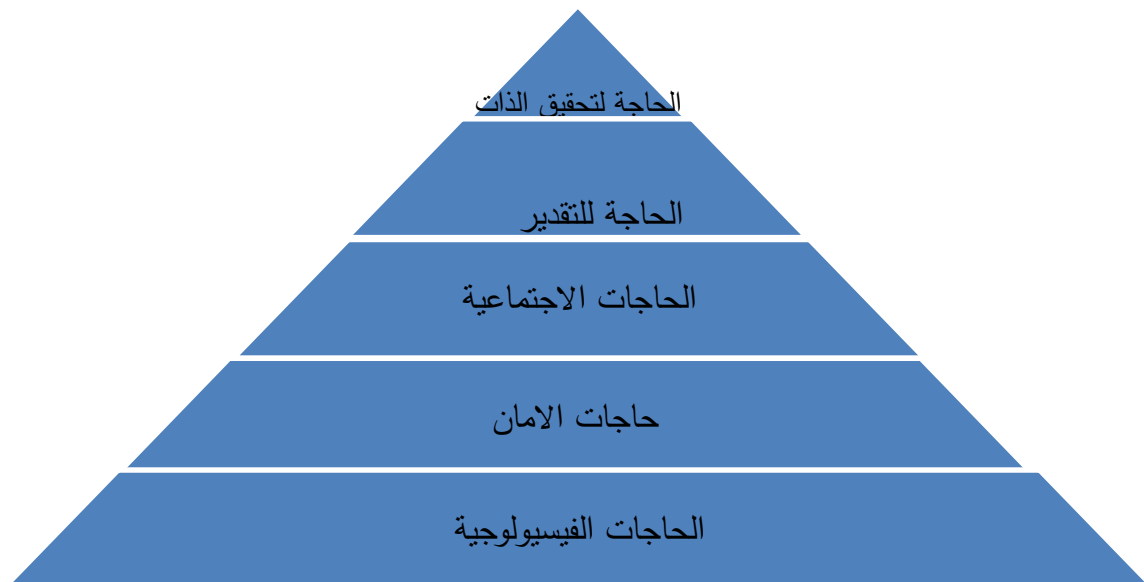 الحاجة لتحقيق الذات
الحاجة للتقدير
الحاجات الاجتماعية
حاجات الامان
الحاجات الفيسيولوجية